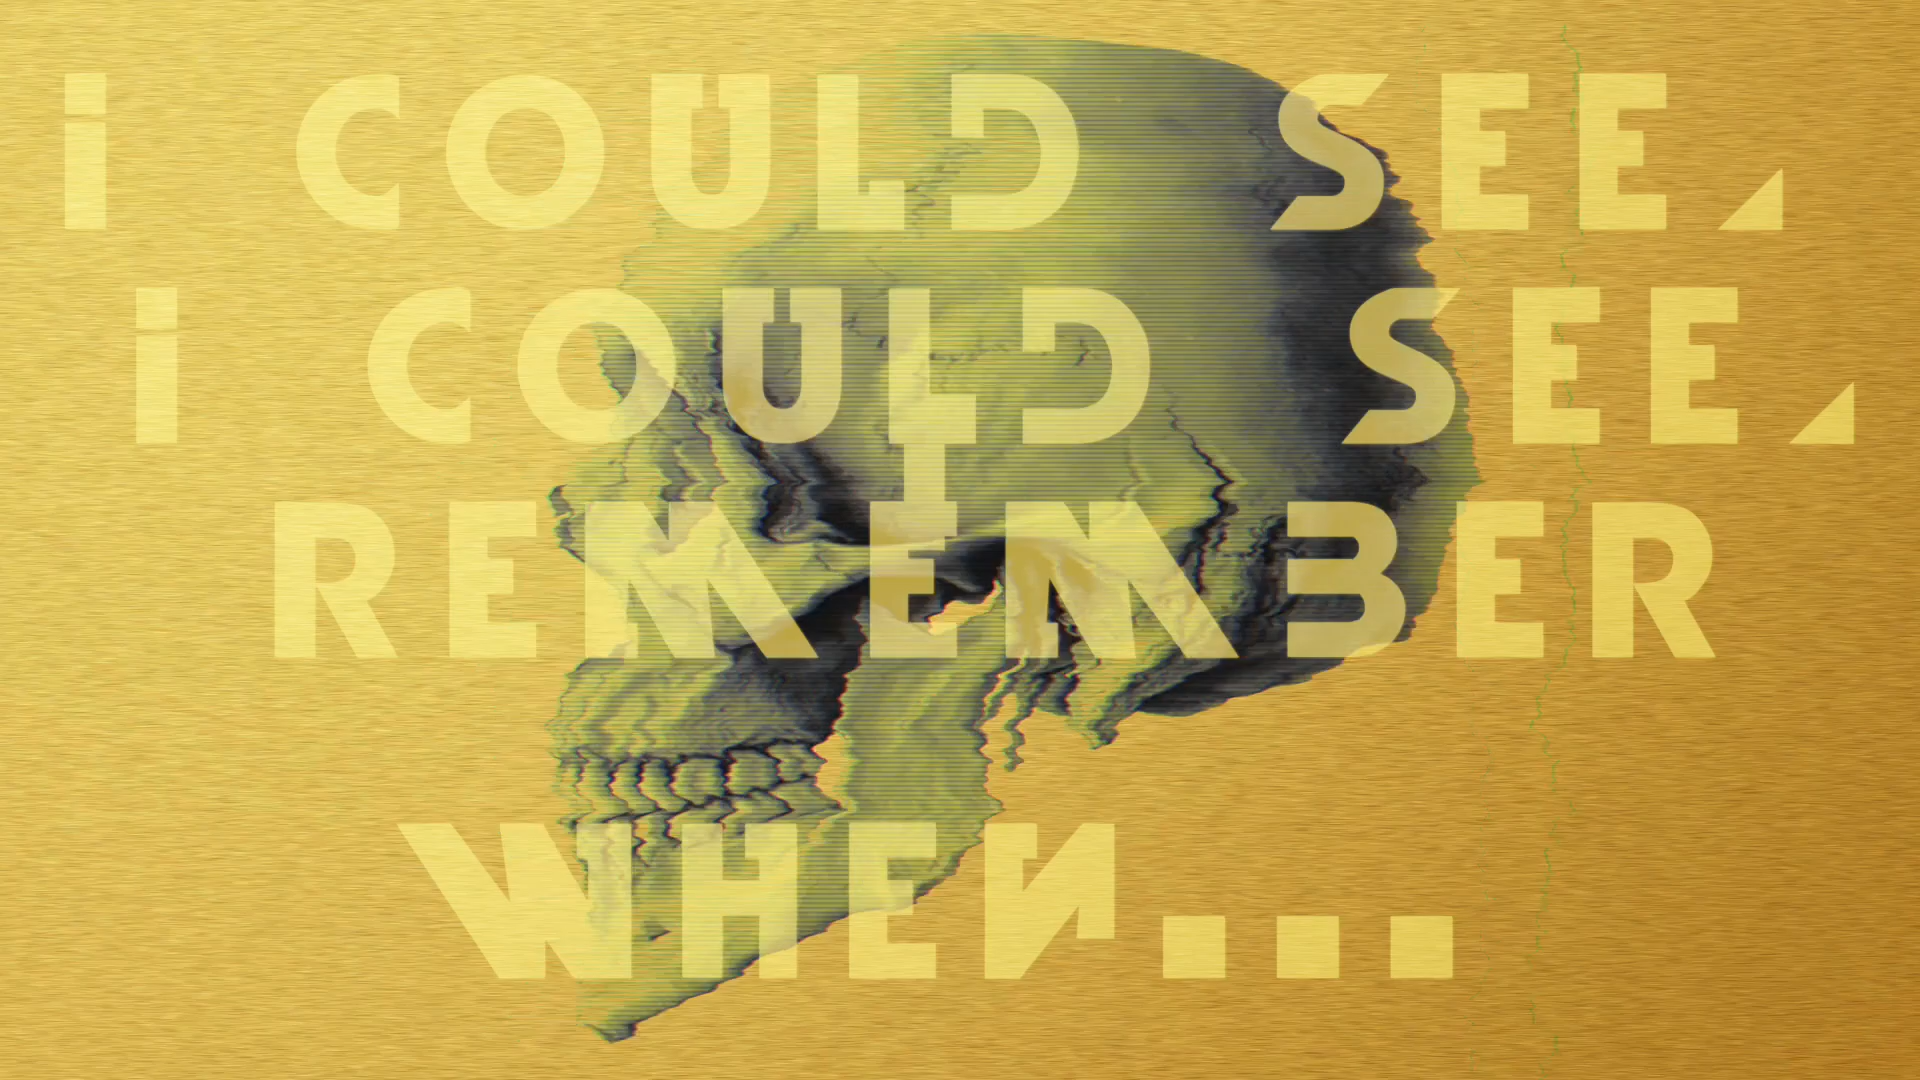 I COULD SEE,
I COULD SEE,
I
REMEMBER
WHEN...